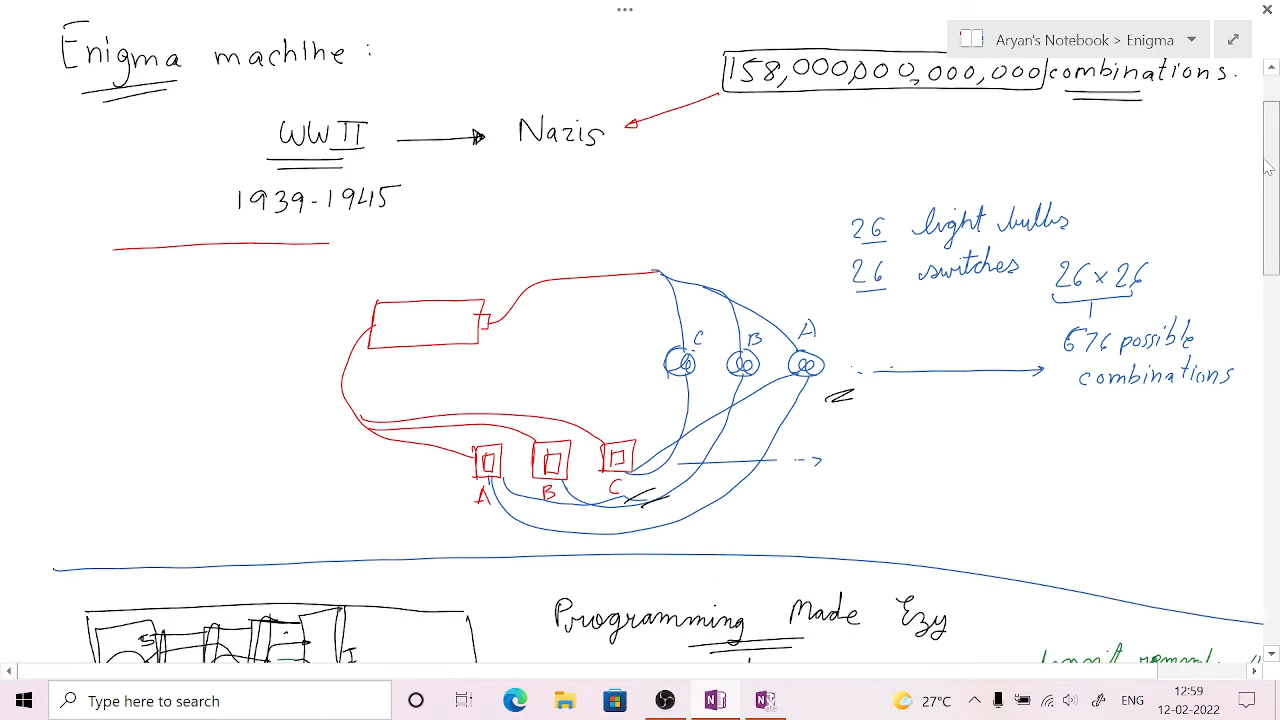 Aryan's Notebook > Enigma
Enigma machine :
158,000,000,000,000 combinations.
WWII → Nazis
1939-1945
26 light bulbs
26 switches
26 × 26
676 possible
combinations
C B A
A B C
Programming Made Ezy
S
I
Type here to search
27°C
ENG
12:59
12-02-2022